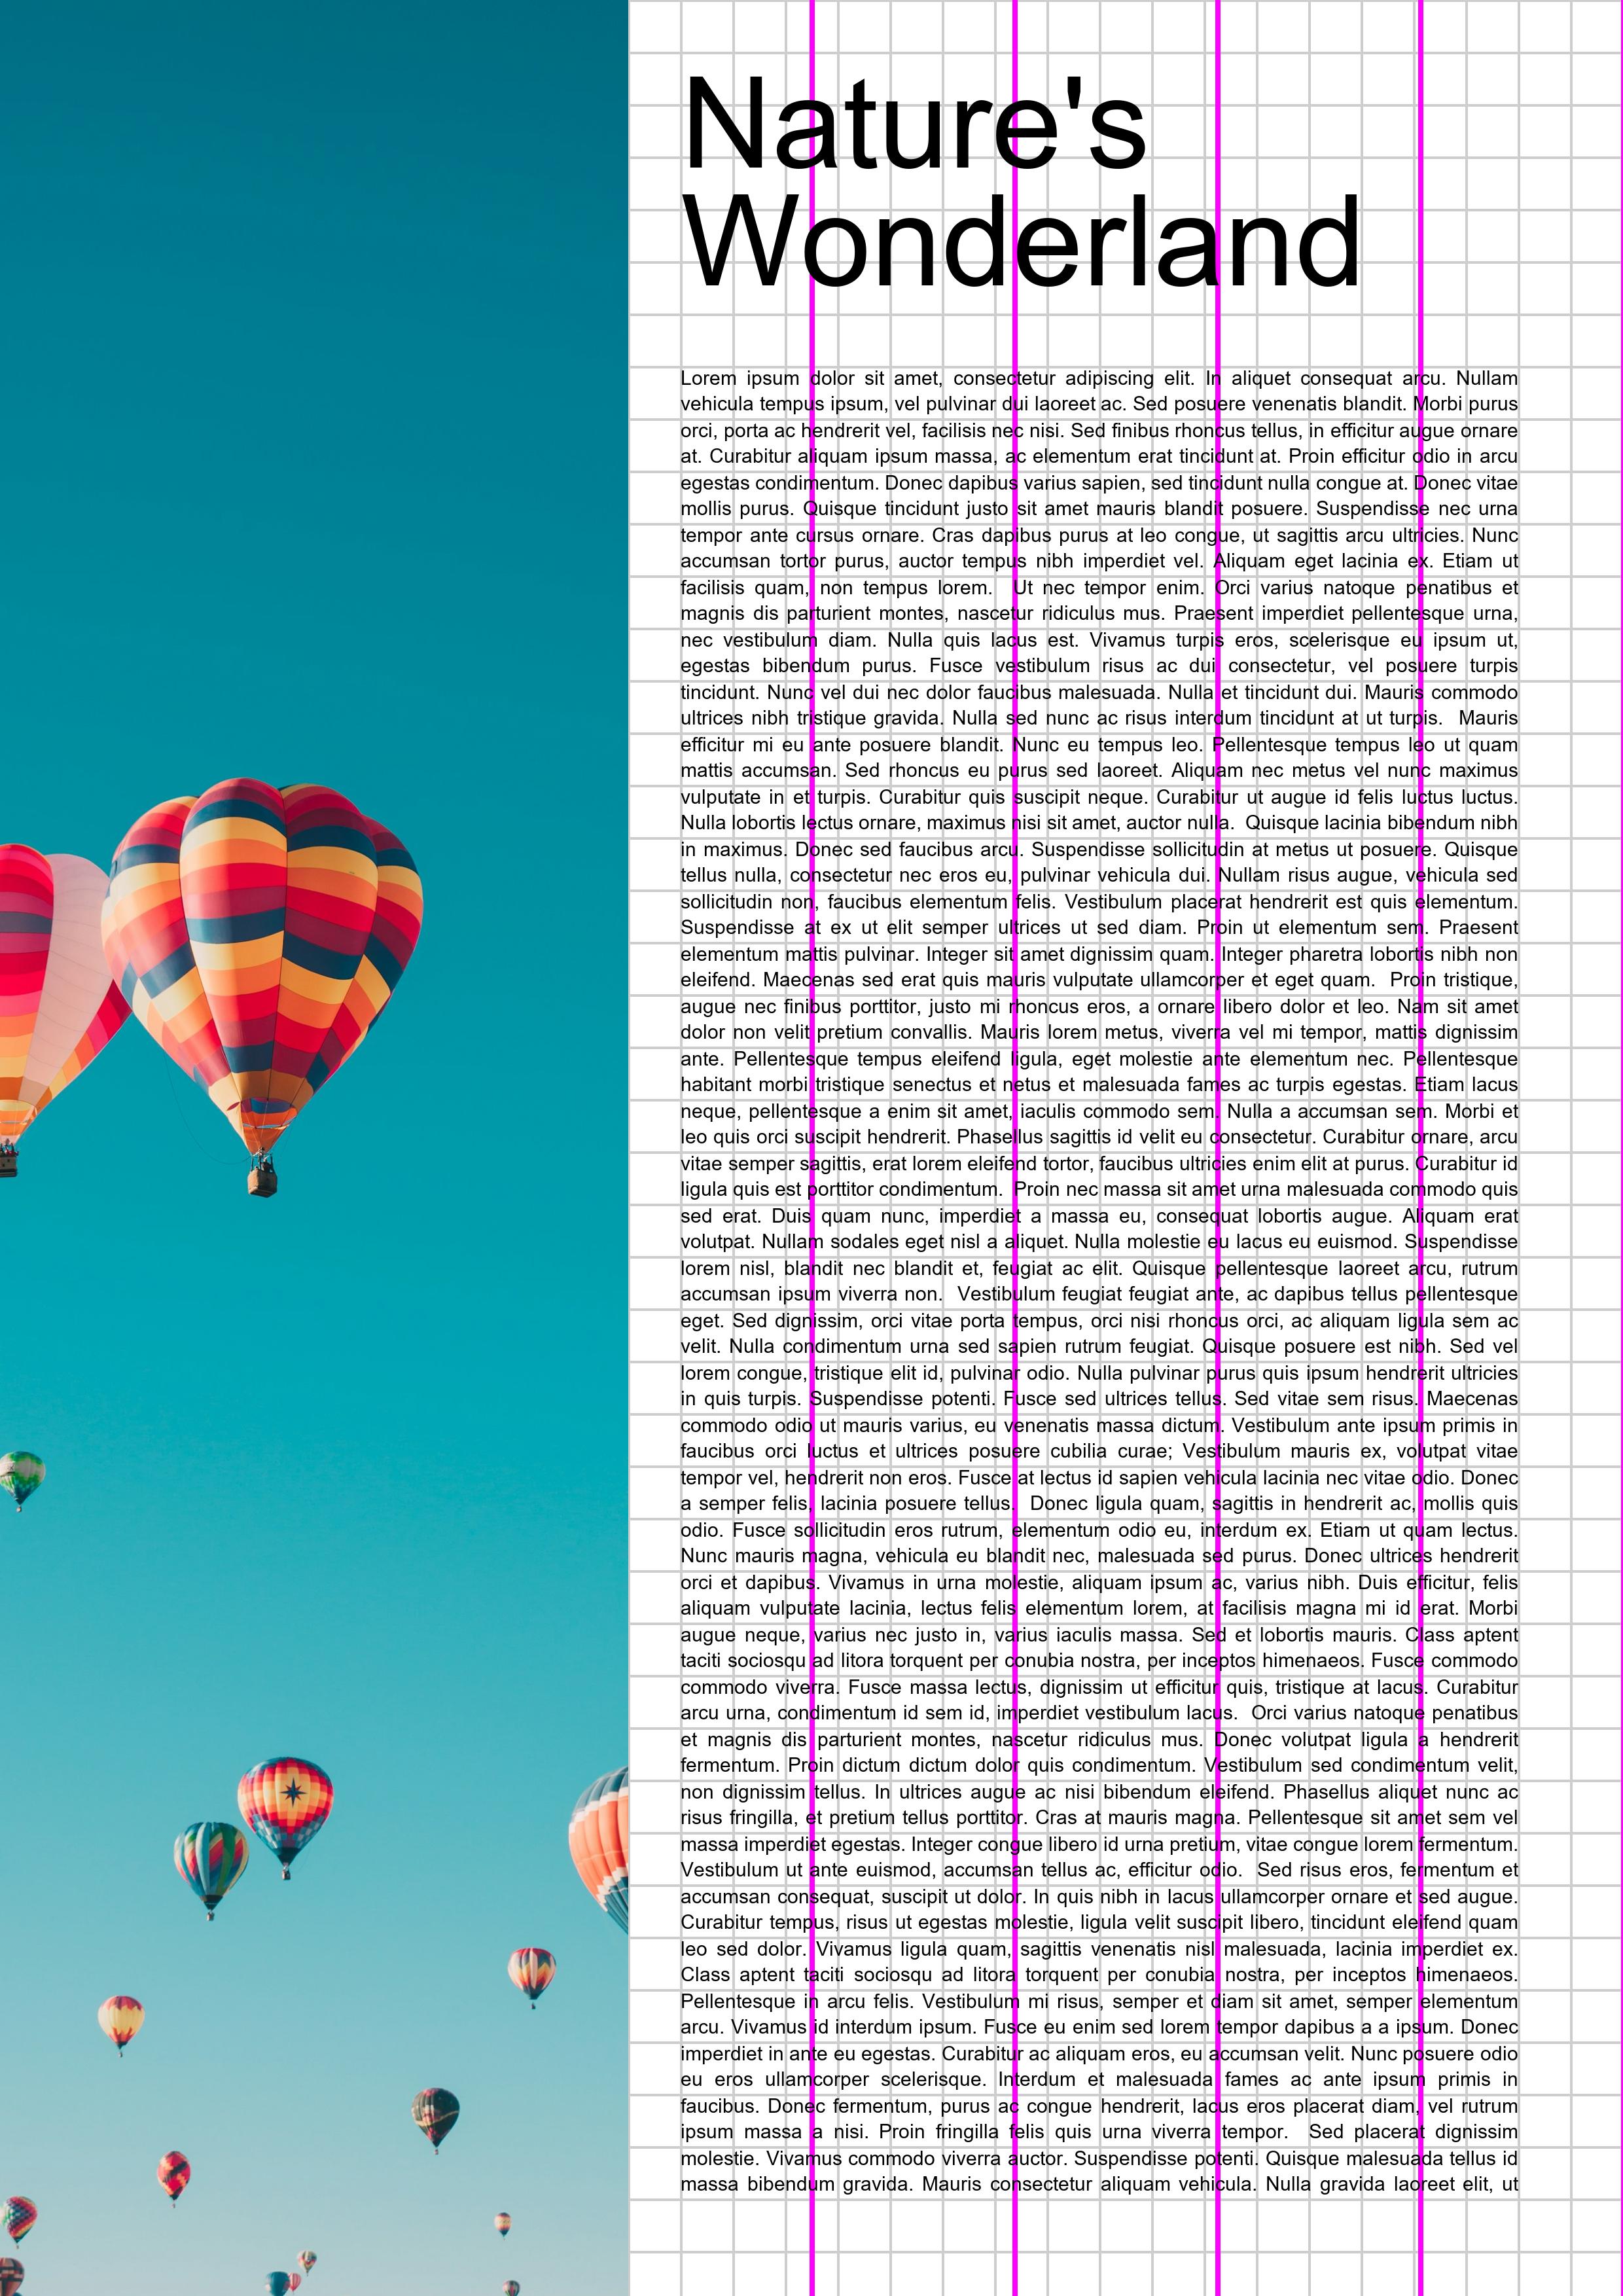 Nature's
Wonderland
Lorem ipsum dolor sit amet, consectetur adipiscing elit. In aliquet consequat arcu. Nullam
vehicula tempus ipsum, vel pulvinar dui laoreet ac. Sed posuere venenatis blandit. Morbi purus
orci, porta ac hendrerit vel, facilisis nec nisi. Sed finibus rhoncus tellus, in efficitur augue ornare
at. Curabitur aliquam ipsum massa, ac elementum erat tincidunt at. Proin efficitur odio in arcu
egestas condimentum. Donec dapibus varius sapien, sed tincidunt nulla congue at. Donec vitae
mollis purus. Quisque tincidunt justo sit amet mauris blandit posuere. Suspendisse nec urna
tempor ante cursus ornare. Cras dapibus purus at leo congue, ut sagittis arcu ultricies. Nunc
accumsan tortor purus, auctor tempus nibh imperdiet vel. Aliquam eget lacinia ex. Etiam ut
facilisis quam, non tempus lorem. Ut nec tempor enim. Orci varius natoque penatibus et
magnis dis parturient montes, nascetur ridiculus mus. Praesent imperdiet pellentesque urna,
nec vestibulum diam. Nulla quis lacus est. Vivamus turpis eros, scelerisque eu ipsum ut,
egestas bibendum purus. Fusce vestibulum risus ac dui consectetur, vel posuere turpis
tincidunt. Nunc vel dui nec dolor faucibus malesuada. Nulla et tincidunt dui. Mauris commodo
ultrices nibh tristique gravida. Nulla sed nunc ac risus interdum tincidunt at ut turpis. Mauris
efficitur mi eu ante posuere blandit. Nunc eu tempus leo. Pellentesque tempus leo ut quam
mattis accumsan. Sed rhoncus eu purus sed laoreet. Aliquam nec metus vel nunc maximus
vulputate in et turpis. Curabitur quis suscipit neque. Curabitur ut augue id felis luctus luctus.
Nulla lobortis lectus ornare, maximus nisi sit amet, auctor nulla. Quisque lacinia bibendum nibh
in maximus. Donec sed faucibus arcu. Suspendisse sollicitudin at metus ut posuere. Quisque
tellus nulla, consectetur nec eros eu, pulvinar vehicula dui. Nullam risus augue, vehicula sed
sollicitudin non, faucibus elementum felis. Vestibulum placerat hendrerit est quis elementum.
Suspendisse at ex ut elit semper ultrices ut sed diam. Proin ut elementum sem. Praesent
elementum mattis pulvinar. Integer sit amet dignissim quam. Integer pharetra lobortis nibh non
eleifend. Maecenas sed erat quis mauris vulputate ullamcorper et eget quam. Proin tristique,
augue nec finibus porttitor, justo mi rhoncus eros, a ornare libero dolor et leo. Nam sit amet
dolor non velit pretium convallis. Mauris lorem metus, viverra vel mi tempor, mattis dignissim
ante. Pellentesque tempus eleifend ligula, eget molestie ante elementum nec. Pellentesque
habitant morbi tristique senectus et netus et malesuada fames ac turpis egestas. Etiam lacus
neque, pellentesque a enim sit amet, iaculis commodo sem. Nulla a accumsan sem. Morbi et
leo quis orci suscipit hendrerit. Phasellus sagittis id velit eu consectetur. Curabitur ornare, arcu
vitae semper sagittis, erat lorem eleifend tortor, faucibus ultricies enim elit at purus. Curabitur id
ligula quis est porttitor condimentum. Proin nec massa sit amet urna malesuada commodo quis
sed erat. Duis quam nunc, imperdiet a massa eu, consequat lobortis augue. Aliquam erat
volutpat. Nullam sodales eget nisl a aliquet. Nulla molestie eu lacus eu euismod. Suspendisse
lorem nisl, blandit nec blandit et, feugiat ac elit. Quisque pellentesque laoreet arcu, rutrum
accumsan ipsum viverra non. Vestibulum feugiat feugiat ante, ac dapibus tellus pellentesque
eget. Sed dignissim, orci vitae porta tempus, orci nisi rhoncus orci, ac aliquam ligula sem ac
velit. Nulla condimentum urna sed sapien rutrum feugiat. Quisque posuere est nibh. Sed vel
lorem congue, tristique elit id, pulvinar odio. Nulla pulvinar purus quis ipsum hendrerit ultricies
in quis turpis. Suspendisse potenti. Fusce sed ultrices tellus. Sed vitae sem risus. Maecenas
commodo odio ut mauris varius, eu venenatis massa dictum. Vestibulum ante ipsum primis in
faucibus orci luctus et ultrices posuere cubilia curae; Vestibulum mauris ex, volutpat vitae
tempor vel, hendrerit non eros. Fusce at lectus id sapien vehicula lacinia nec vitae odio. Donec
a semper felis, lacinia posuere tellus. Donec ligula quam, sagittis in hendrerit ac, mollis quis
odio. Fusce sollicitudin eros rutrum, elementum odio eu, interdum ex. Etiam ut quam lectus.
Nunc mauris magna, vehicula eu blandit nec, malesuada sed purus. Donec ultrices hendrerit
orci et dapibus. Vivamus in urna molestie, aliquam ipsum ac, varius nibh. Duis efficitur, felis
aliquam vulputate lacinia, lectus felis elementum lorem, at facilisis magna mi id erat. Morbi
augue neque, varius nec justo in, varius iaculis massa. Sed et lobortis mauris. Class aptent
taciti sociosqu ad litora torquent per conubia nostra, per inceptos himenaeos. Fusce commodo
commodo viverra. Fusce massa lectus, dignissim ut efficitur quis, tristique at lacus. Curabitur
arcu urna, condimentum id sem id, imperdiet vestibulum lacus. Orci varius natoque penatibus
et magnis dis parturient montes, nascetur ridiculus mus. Donec volutpat ligula a hendrerit
fermentum. Proin dictum dictum dolor quis condimentum. Vestibulum sed condimentum velit,
non dignissim tellus. In ultrices augue ac nisi bibendum eleifend. Phasellus aliquet nunc ac
risus fringilla, et pretium tellus porttitor. Cras at mauris magna. Pellentesque sit amet sem vel
massa imperdiet egestas. Integer congue libero id urna pretium, vitae congue lorem fermentum.
Vestibulum ut ante euismod, accumsan tellus ac, efficitur odio. Sed risus eros, fermentum et
accumsan consequat, suscipit ut dolor. In quis nibh in lacus ullamcorper ornare et sed augue.
Curabitur tempus, risus ut egestas molestie, ligula velit suscipit libero, tincidunt eleifend quam
leo sed dolor. Vivamus ligula quam, sagittis venenatis nisl malesuada, lacinia imperdiet ex.
Class aptent taciti sociosqu ad litora torquent per conubia nostra, per inceptos himenaeos.
Pellentesque in arcu felis. Vestibulum mi risus, semper et diam sit amet, semper elementum
arcu. Vivamus id interdum ipsum. Fusce eu enim sed lorem tempor dapibus a a ipsum. Donec
imperdiet in ante eu egestas. Curabitur ac aliquam eros, eu accumsan velit. Nunc posuere odio
eu eros ullamcorper scelerisque. Interdum et malesuada fames ac ante ipsum primis in
faucibus. Donec fermentum, purus ac congue hendrerit, lacus eros placerat diam, vel rutrum
ipsum massa a nisi. Proin fringilla felis quis urna viverra tempor. Sed placerat dignissim
molestie. Vivamus commodo viverra auctor. Suspendisse potenti. Quisque malesuada tellus id
massa bibendum gravida. Mauris consectetur aliquam vehicula. Nulla gravida laoreet elit, ut